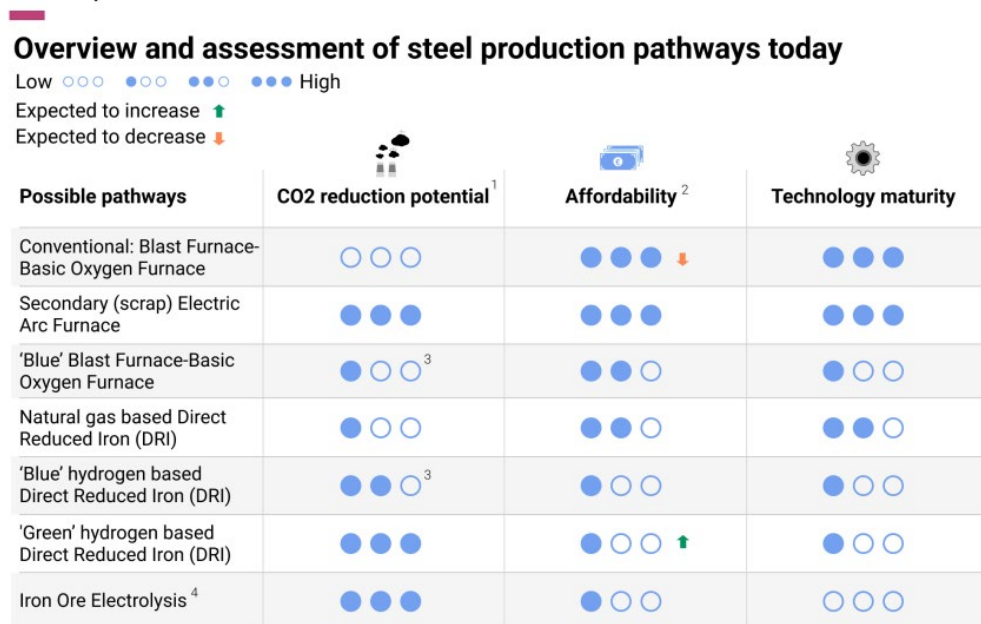 Overview and assessment of steel production pathways today
Low High
Expected to increase
Expected to decrease
Possible pathways CO2 reduction potential 1 Affordability 2 Technology maturity
Conventional: Blast Furnace-
Basic Oxygen Furnace
Secondary (scrap) Electric
Arc Furnace
‘Blue’ Blast Furnace-Basic
Oxygen Furnace
3
Natural gas based Direct
Reduced Iron (DRI)
‘Blue’ hydrogen based
Direct Reduced Iron (DRI)
3
'Green’ hydrogen based
Direct Reduced Iron (DRI)
Iron Ore Electrolysis 4